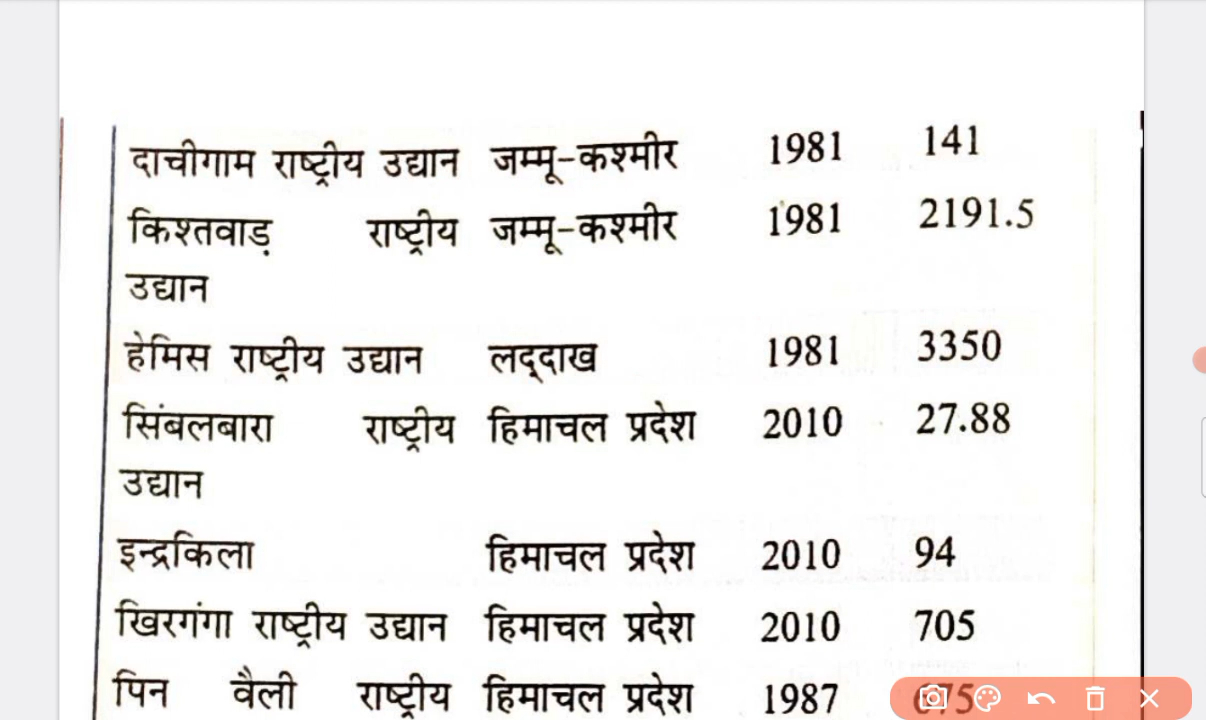 दाचीगाम राष्ट्रीय उद्यान जम्मू-कश्मीर 1981 141
किश्तवाड़ राष्ट्रीय जम्मू-कश्मीर 1981 2191.5
उद्यान
हेमिस राष्ट्रीय उद्यान लद्दाख 1981 3350
सिंबलबारा राष्ट्रीय हिमाचल प्रदेश 2010 27.88
उद्यान
इन्द्रकिला हिमाचल प्रदेश 2010 94
खिरगंगा राष्ट्रीय उद्यान हिमाचल प्रदेश 2010 705
पिन वैली राष्ट्रीय हिमाचल प्रदेश 1987 675